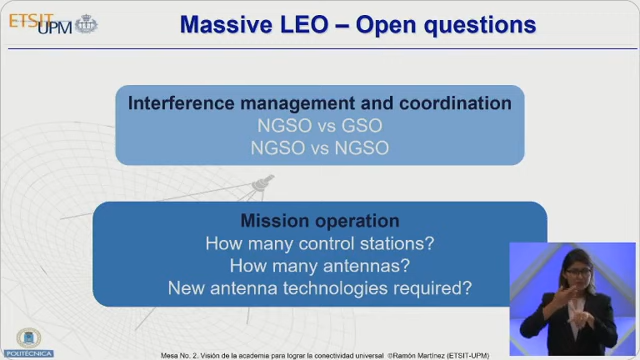 ETSIT
UPM
Massive LEO – Open questions
Interference management and coordination
NGSO vs GSO
NGSO vs NGSO
Mission operation
How many control stations?
How many antennas?
New antenna technologies required?
POLITÉCNICA
Mesa No. 2. Visión de la academia para lograr la conectividad universal ©Ramón Martínez (ETSIT-UPM)